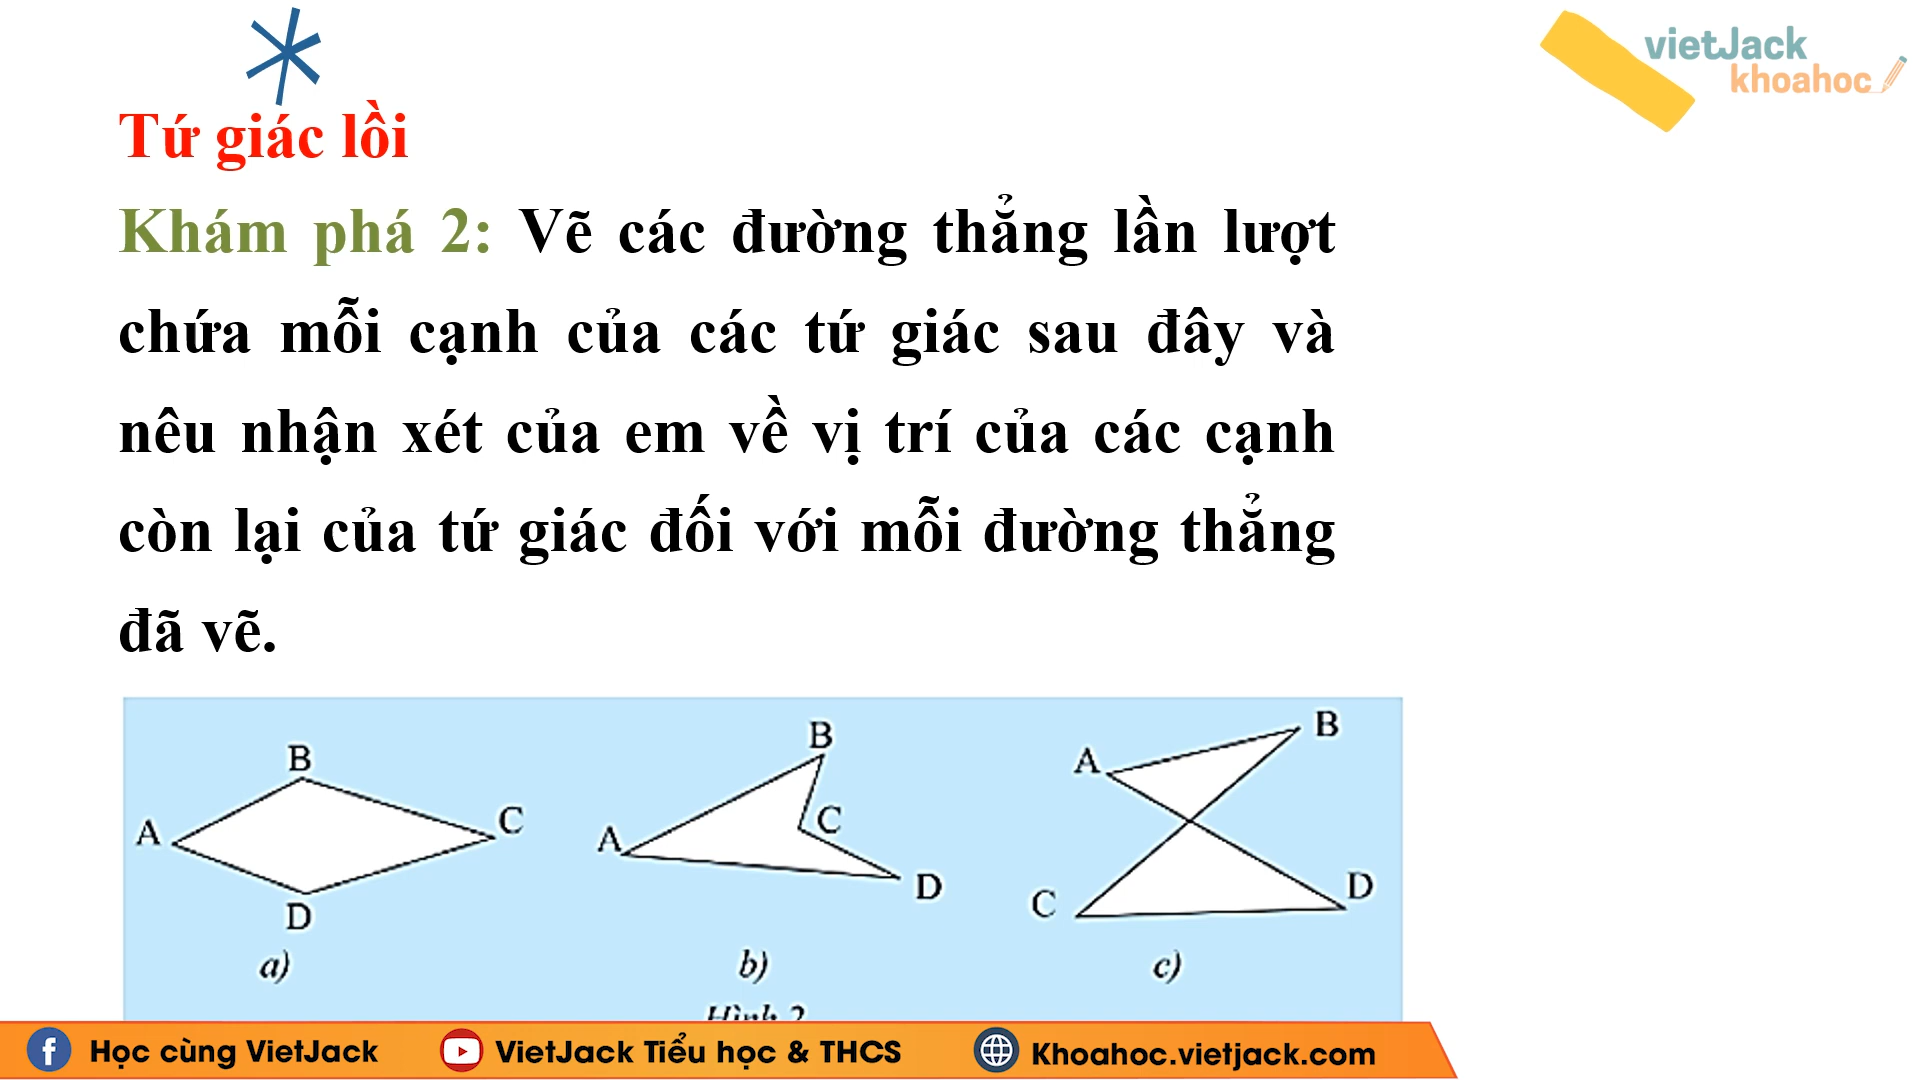 vietJack
khoahoc
Tứ giác lồi
Khám phá 2: Vẽ các đường thẳng lần lượt
chứa mỗi cạnh của các tứ giác sau đây và
nêu nhận xét của em về vị trí của các cạnh
còn lại của tứ giác đối với mỗi đường thẳng
đã vẽ.
B
A
C
D
a)
B
A
C
D
b)
B
A
C
D
c)
Hình 2
Học cùng VietJack
VietJack Tiểu học & THCS
Khoahoc.vietjack.com